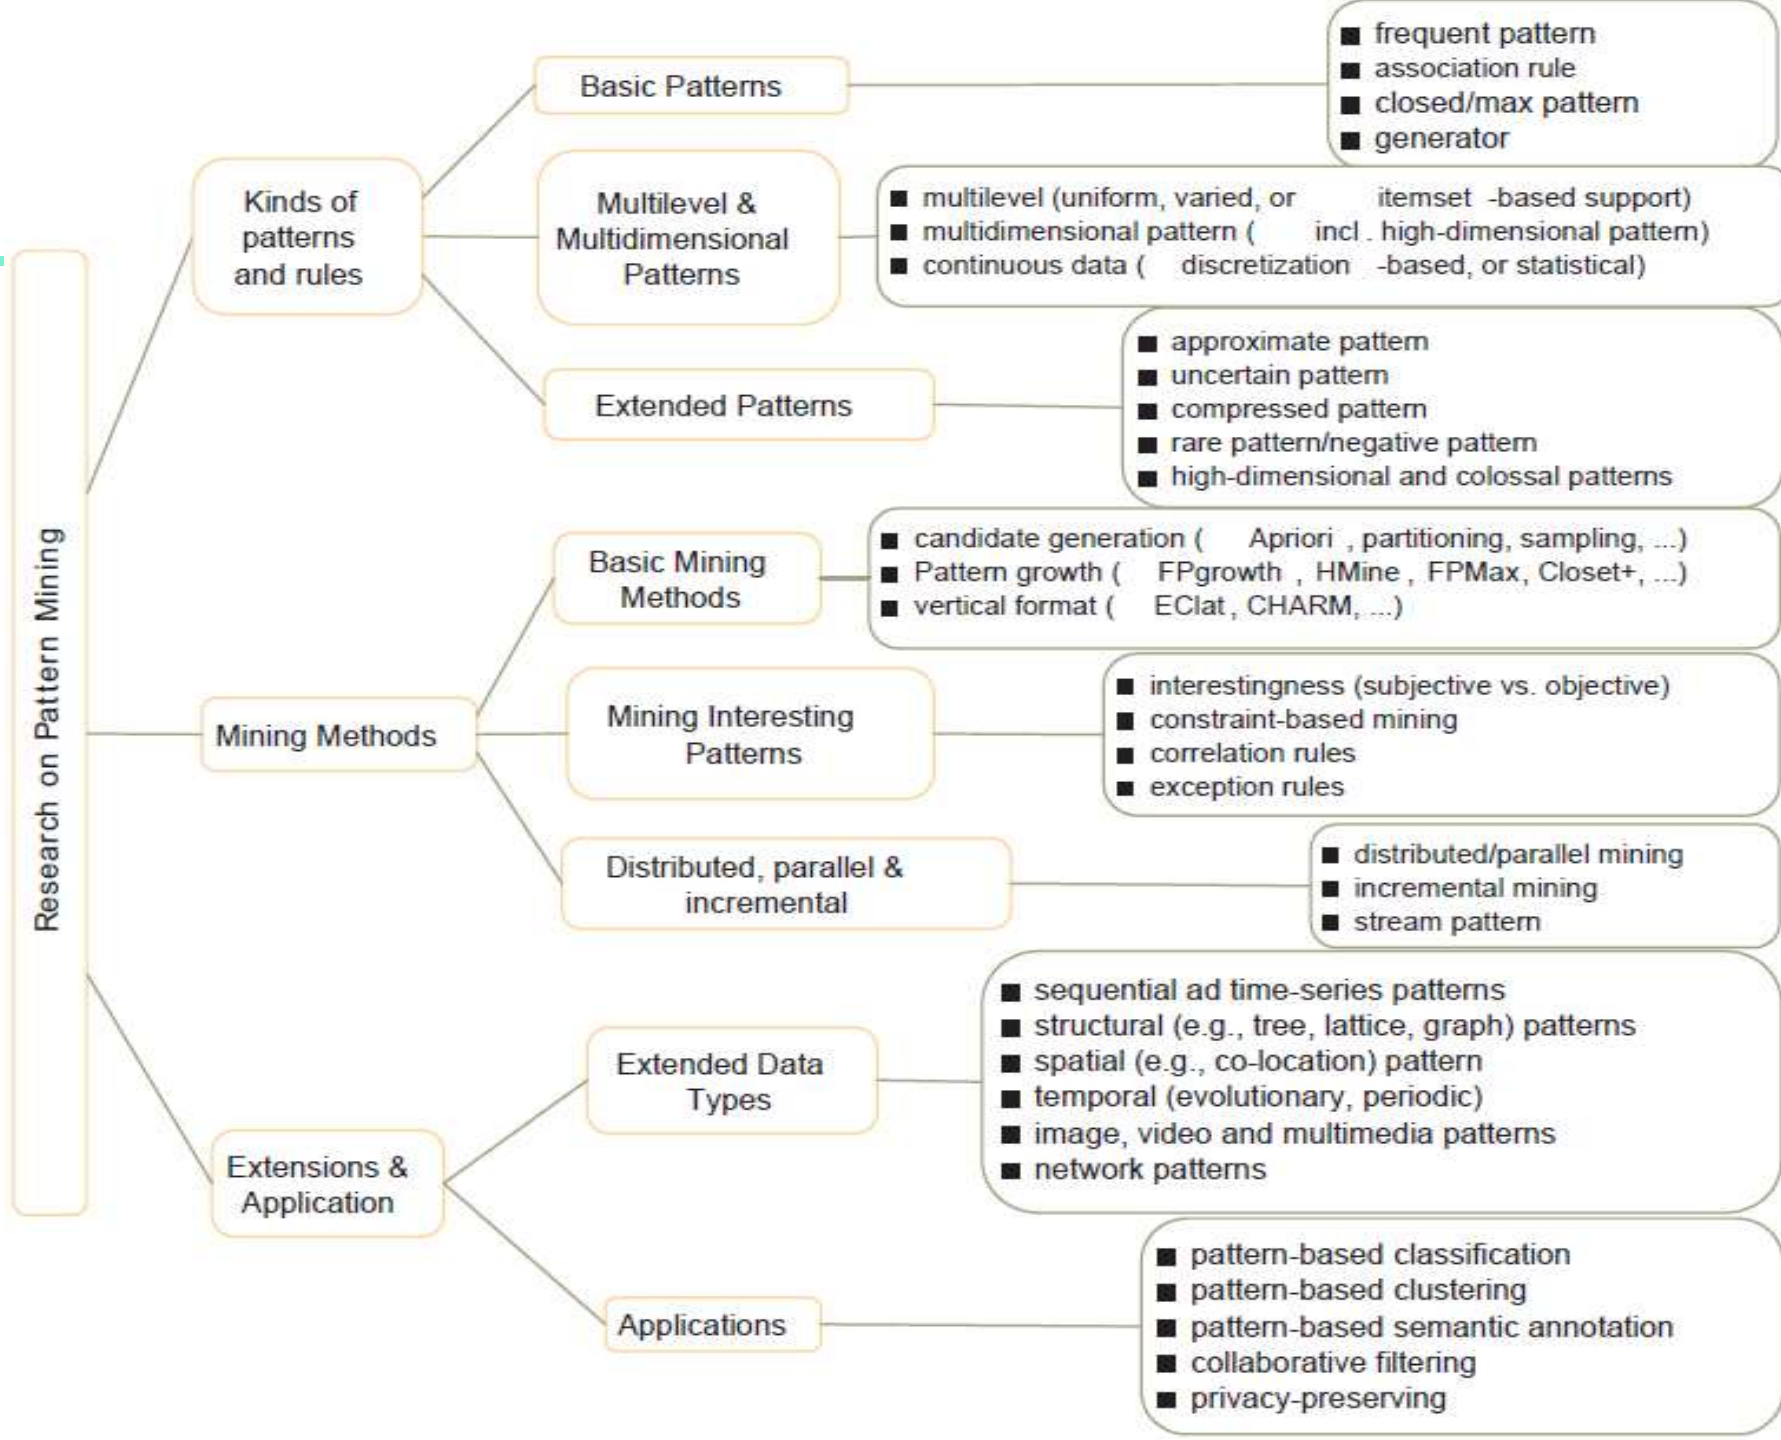 Research on Pattern Mining
Kinds of
patterns
and rules
Basic Patterns
■ frequent pattern
■ association rule
■ closed/max pattern
■ generator
Multilevel &
Multidimensional
Patterns
■ multilevel (uniform, varied, or itemset -based support)
■ multidimensional pattern ( incl . high-dimensional pattern)
■ continuous data ( discretization -based, or statistical)
Extended Patterns
■ approximate pattern
■ uncertain pattern
■ compressed pattern
■ rare pattern/negative pattern
■ high-dimensional and colossal patterns
Mining Methods
Basic Mining
Methods
■ candidate generation ( Apriori , partitioning, sampling, ...)
■ Pattern growth ( FPgrowth , HMine , FPMax, Closet+, ...)
■ vertical format ( EClat , CHARM, ...)
Mining Interesting
Patterns
■ interestingness (subjective vs. objective)
■ constraint-based mining
■ correlation rules
■ exception rules
Distributed, parallel &
incremental
■ distributed/parallel mining
■ incremental mining
■ stream pattern
Extensions &
Application
Extended Data
Types
■ sequential ad time-series patterns
■ structural (e.g., tree, lattice, graph) patterns
■ spatial (e.g., co-location) pattern
■ temporal (evolutionary, periodic)
■ image, video and multimedia patterns
■ network patterns
Applications
■ pattern-based classification
■ pattern-based clustering
■ pattern-based semantic annotation
■ collaborative filtering
■ privacy-preserving